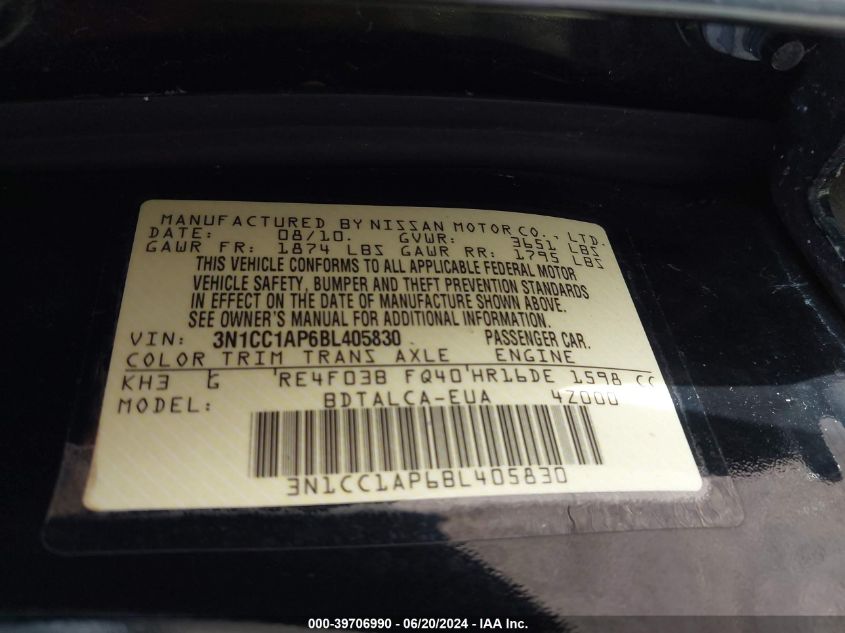 MANUFACTURED BY NISSAN MOTOR CO., LTD.
DATE: 08/10. GVWR: 3651 LBS
GAWR FR: 1874 LBS GAWR RR: 1795 LBS
THIS VEHICLE CONFORMS TO ALL APPLICABLE FEDERAL MOTOR
VEHICLE SAFETY, BUMPER AND THEFT PREVENTION STANDARDS
IN EFFECT ON THE DATE OF MANUFACTURE SHOWN ABOVE.
SEE OWNER'S MANUAL FOR ADDITIONAL INFORMATION.
VIN: 3N1CC1AP6BL405830 PASSENGER CAR.
COLOR TRIM TRANS AXLE ENGINE
KH3 G RE4F03B FQ40 HR16DE 1598 CC
MODEL: BDTALCA-EUA 4Z000
3N1CC1AP6BL405830
000-39706990 - 06/20/2024 - IAA Inc.